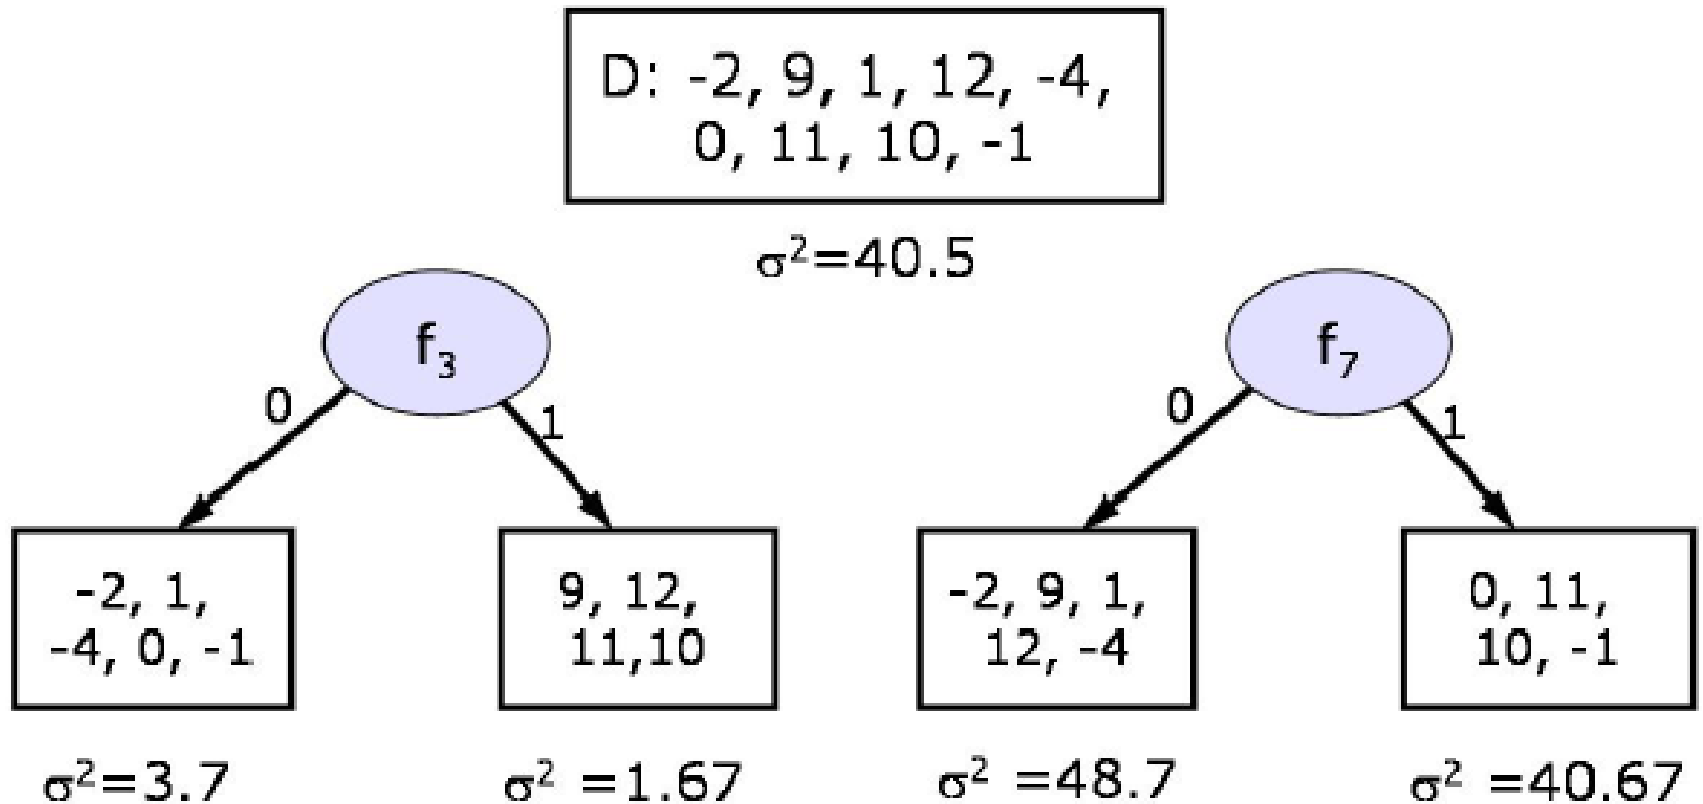 D: -2, 9, 1, 12, -4,
0, 11, 10, -1
σ²=40.5
f₃
0
1
f₇
0
1
-2, 1,
-4, 0, -1
9, 12,
11,10
-2, 9, 1,
12, -4
0, 11,
10, -1
σ²=3.7
σ² =1.67
σ² =48.7
σ² =40.67